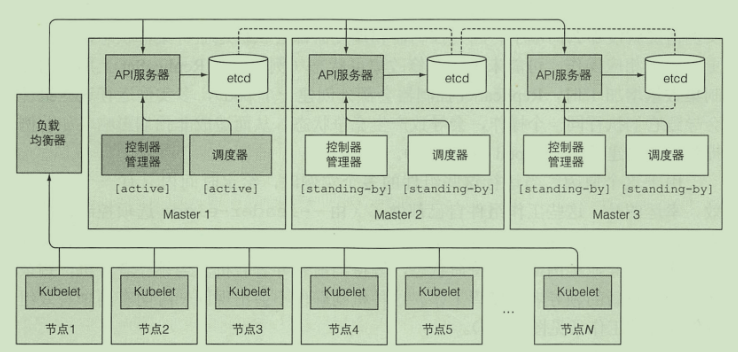 API服务器
etcd
API服务器
etcd
API服务器
etcd
负载
均衡器
控制器
管理器
调度器
控制器
管理器
调度器
控制器
管理器
调度器
[active]
[active]
[standing-by]
[standing-by]
[standing-by]
[standing-by]
Master 1
Master 2
Master 3
Kubelet
Kubelet
Kubelet
Kubelet
Kubelet
Kubelet
...
节点1
节点2
节点3
节点4
节点5
节点N